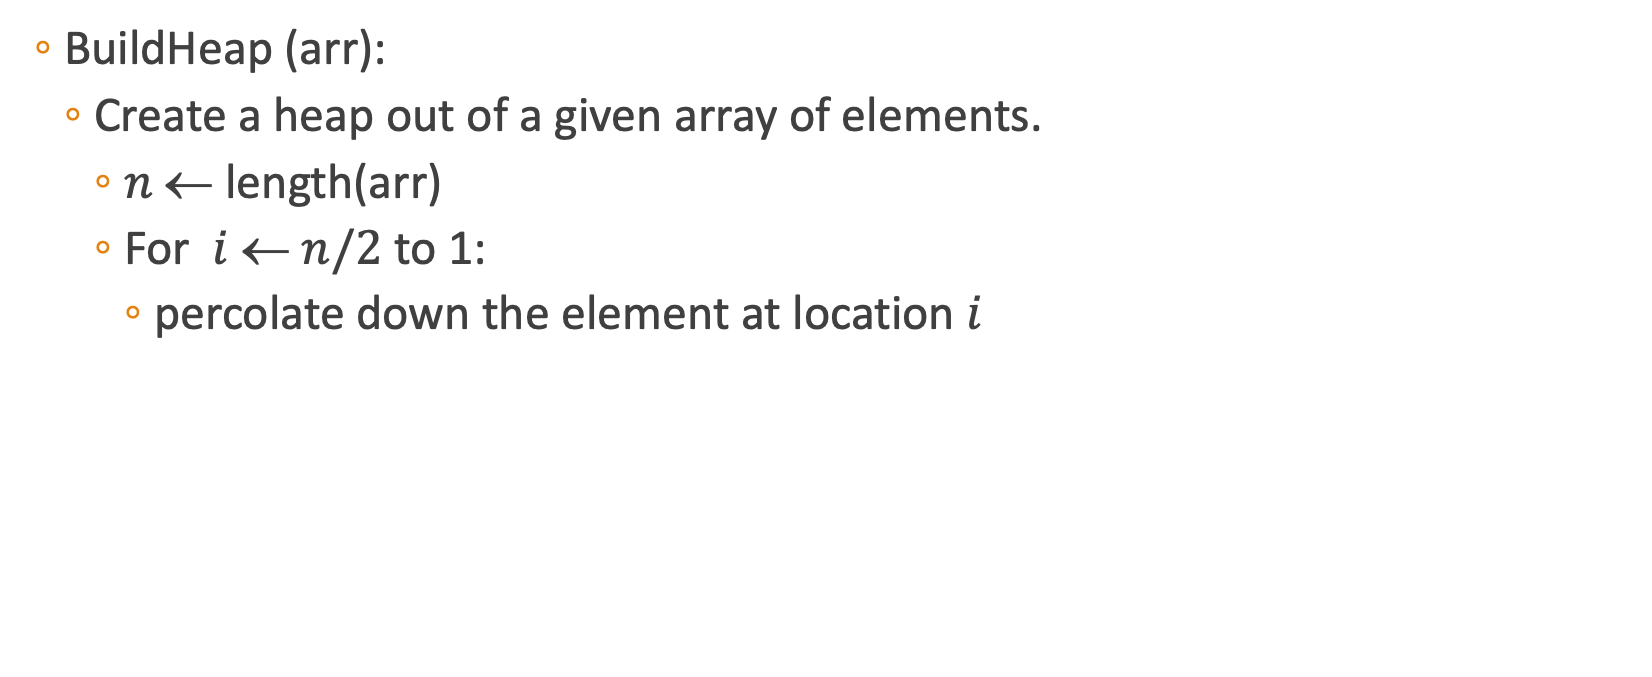 ◦ BuildHeap (arr):
◦ Create a heap out of a given array of elements.
◦ n ← length(arr)
◦ For i ← n/2 to 1:
◦ percolate down the element at location i